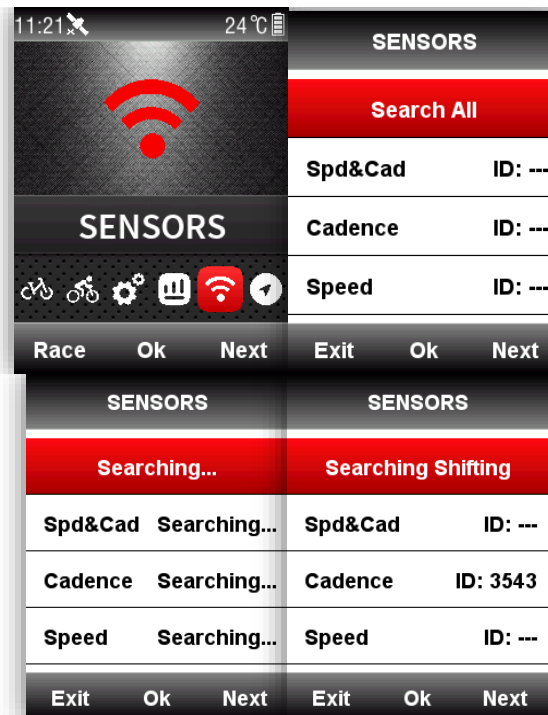 11:21 24℃
SENSORS
Race Ok Next
SENSORS
Search All
Spd&Cad ID: ---
Cadence ID: ---
Speed ID: ---
Exit Ok Next
SENSORS
Searching...
Spd&Cad Searching...
Cadence Searching...
Speed Searching...
Exit Ok Next
SENSORS
Searching Shifting
Spd&Cad ID: ---
Cadence ID: 3543
Speed ID: ---
Exit Ok Next